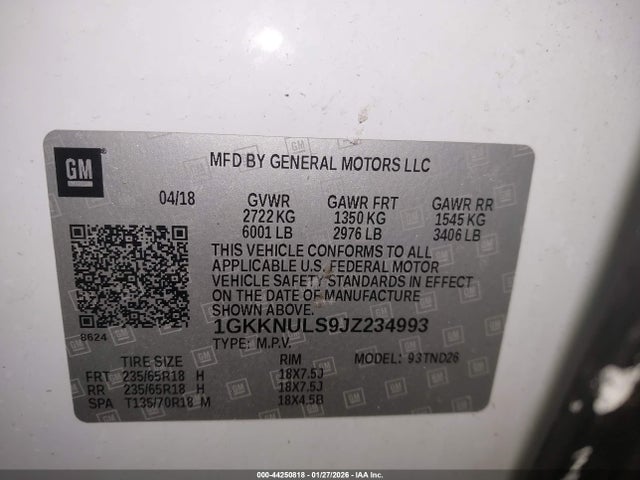 GM
MFD BY GENERAL MOTORS LLC
04/18 GVWR GAWR FRT GAWR RR
2722 KG 1350 KG 1545 KG
6001 LB 2976 LB 3406 LB
THIS VEHICLE CONFORMS TO ALL
APPLICABLE U.S. FEDERAL MOTOR
VEHICLE SAFETY STANDARDS IN EFFECT
ON THE DATE OF MANUFACTURE
SHOWN ABOVE.
8624
1GKKNULS9JZ234993
TYPE: M.P.V. MODEL: 93TND26
TIRE SIZE RIM
FRT 235/65R18 H 18X7.5J
RR 235/65R18 H 18X7.5J
SPA T135/70R18 M 18X4.5B
000-44250818 | 01/27/2026 | IAA Inc.